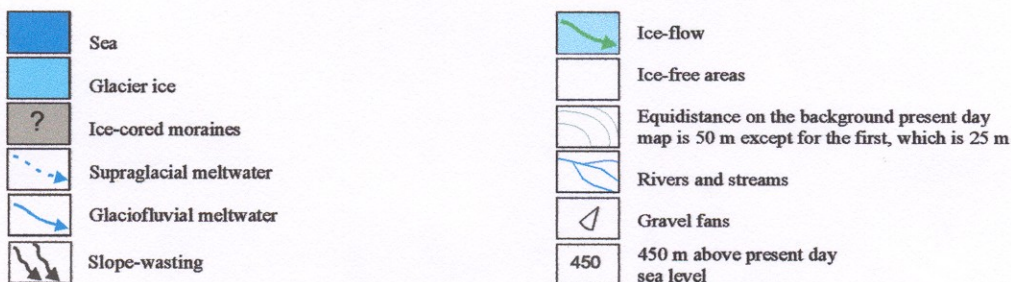 Sea
Glacier ice
?
Ice-cored moraines
Supraglacial meltwater
Glaciofluvial meltwater
Slope-wasting
Ice-flow
Ice-free areas
Equidistance on the background present day
map is 50 m except for the first, which is 25 m
Rivers and streams
Gravel fans
450
450 m above present day
sea level